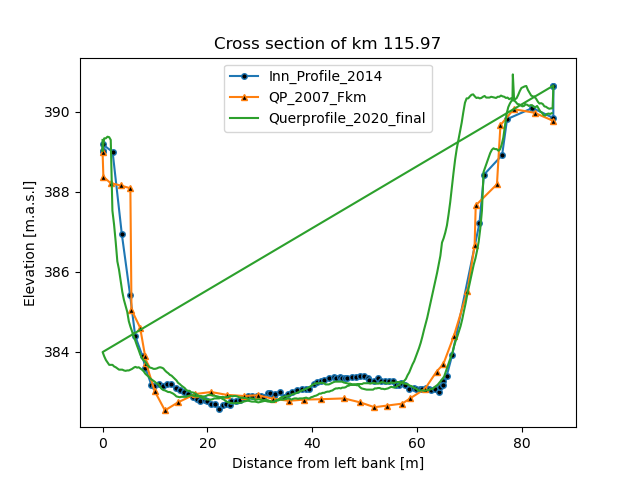 Cross section of km 115.97
Inn_Profile_2014
QP_2007_Fkm
Querprofile_2020_final
Elevation [m.a.s.l]
390
388
386
384
0
20
40
60
80
Distance from left bank [m]